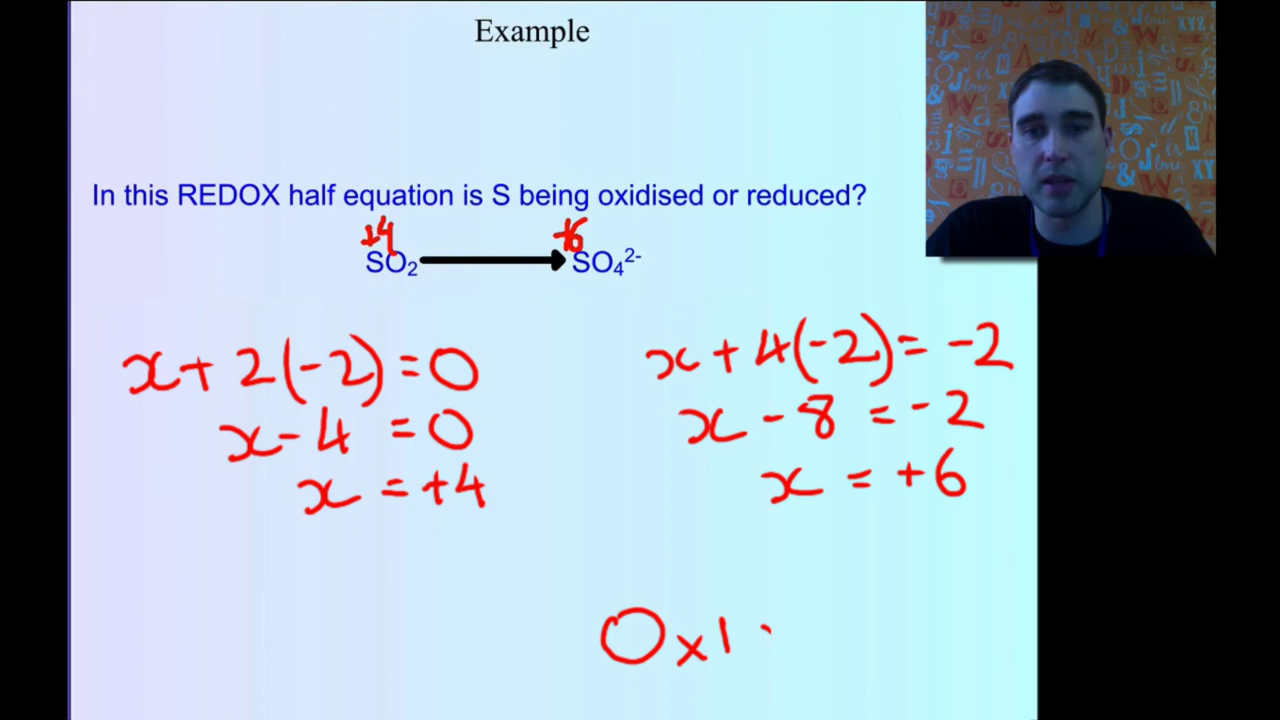 Example
In this REDOX half equation is S being oxidised or reduced?
+4 +6
SO₂ → SO₄²⁻
x + 2(-2) = 0
x - 4 = 0
x = +4
x + 4(-2) = -2
x - 8 = -2
x = +6
Oxi